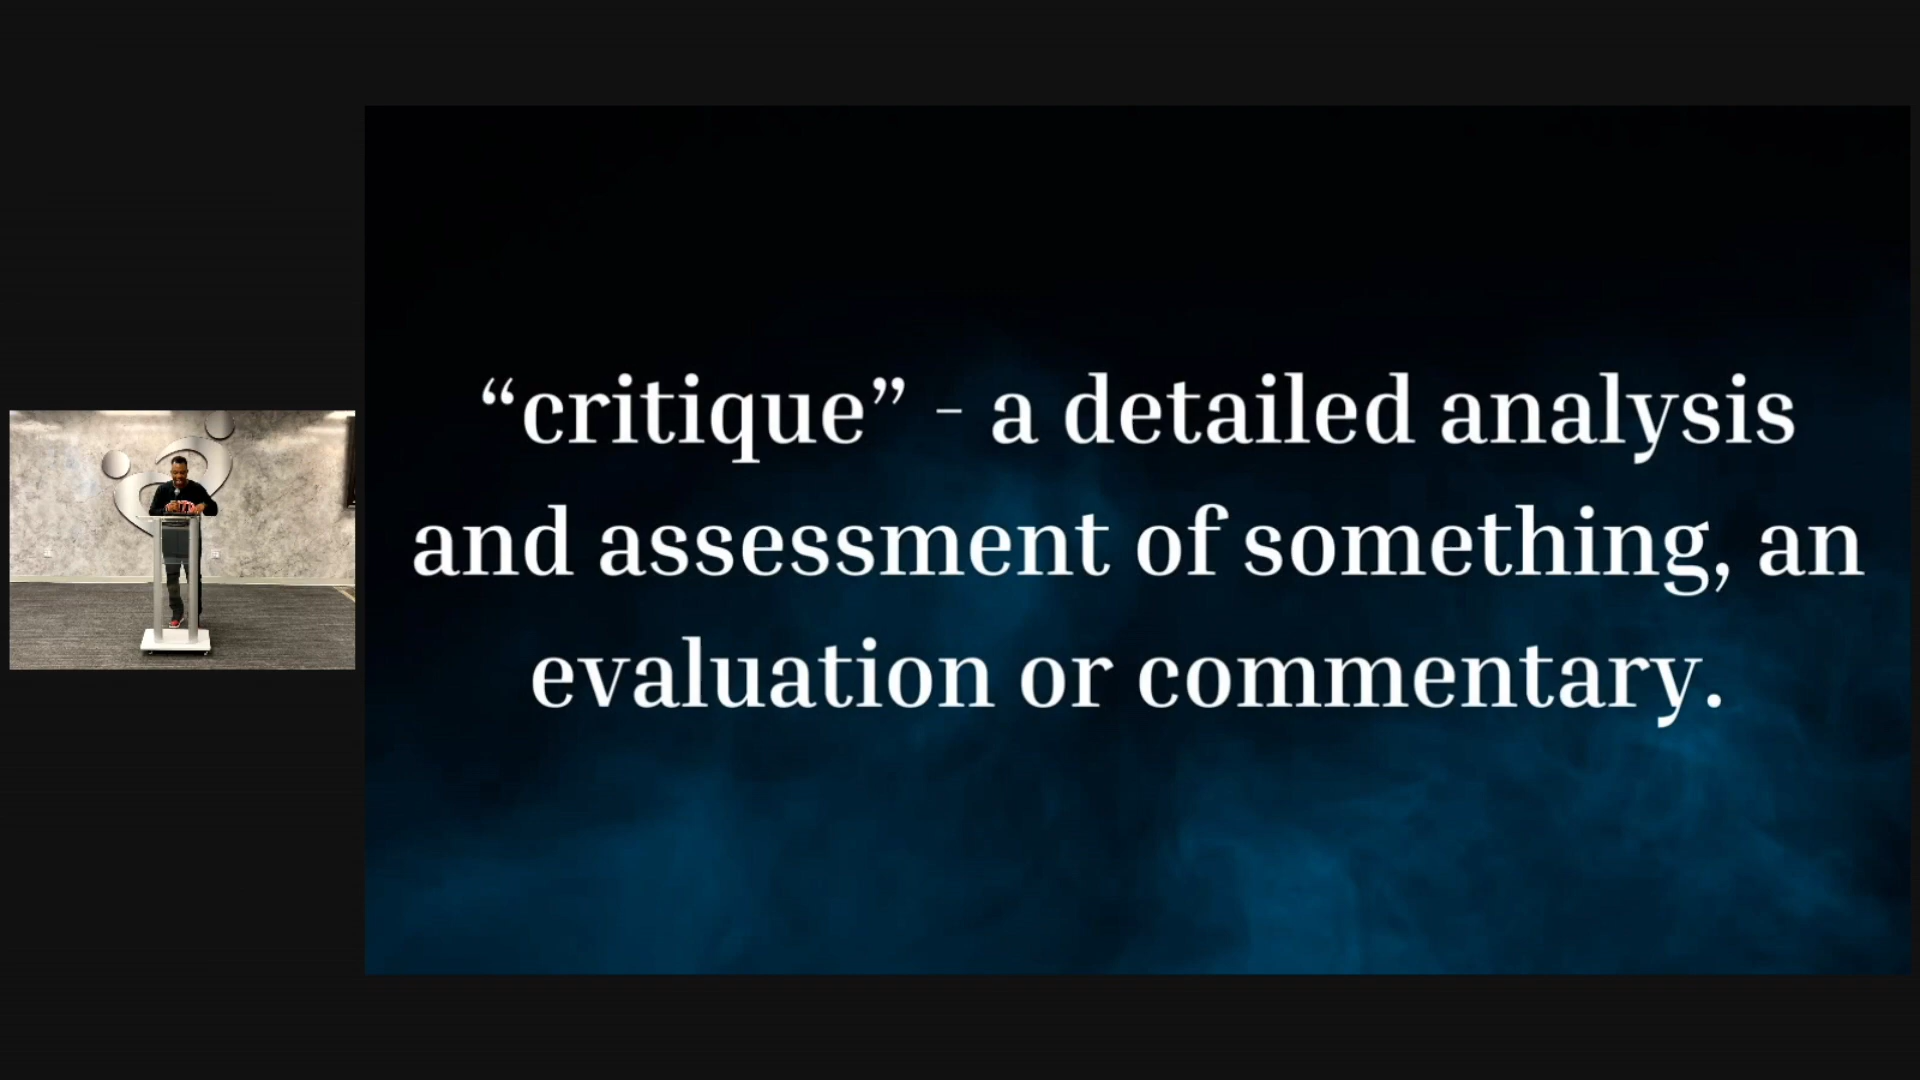 “critique” - a detailed analysis
and assessment of something, an
evaluation or commentary.